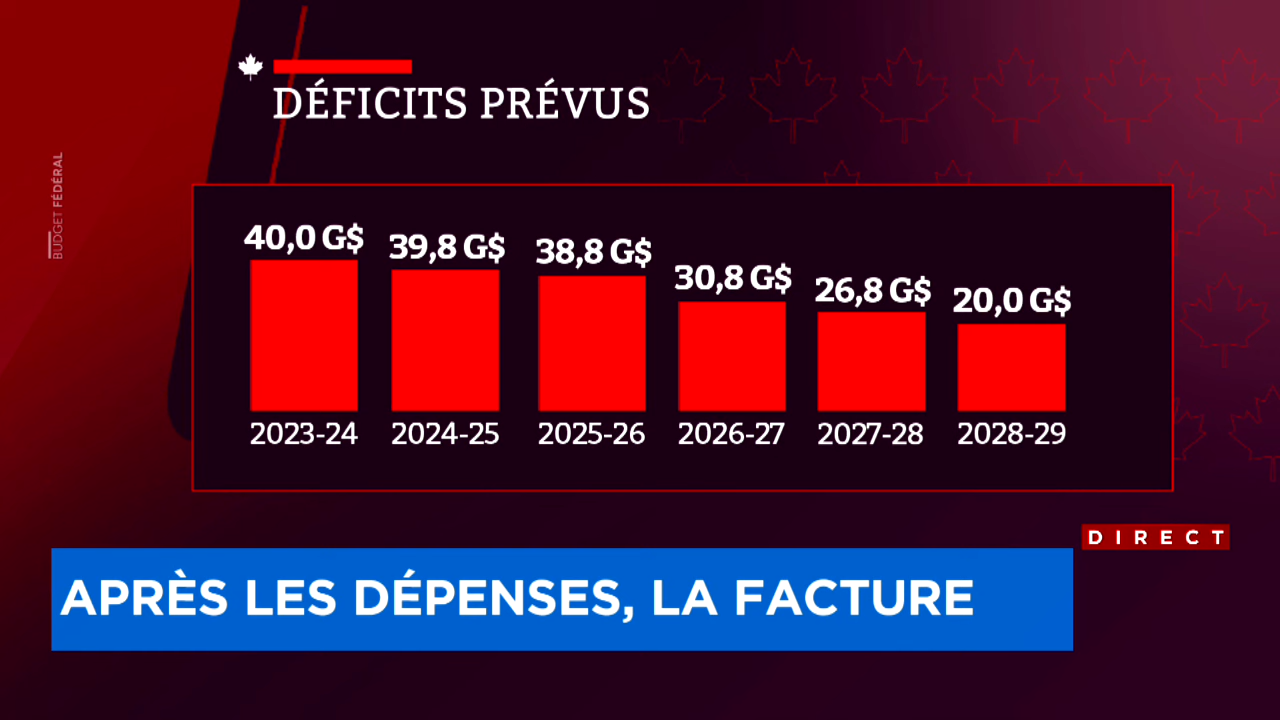 DÉFICITS PRÉVUS
BUDGET FÉDÉRAL
40,0 G$ 39,8 G$ 38,8 G$ 30,8 G$ 26,8 G$ 20,0 G$
2023-24 2024-25 2025-26 2026-27 2027-28 2028-29
DIRECT
APRÈS LES DÉPENSES, LA FACTURE